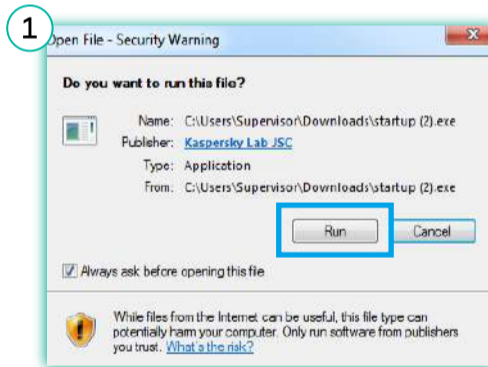 1
Open File - Security Warning
Do you want to run this file?
Name: C:\Users\Supervisor\Downloads\startup (2).exe
Publisher: Kaspersky Lab JSC
Type: Application
From: C:\Users\Supervisor\Downloads\startup (2).exe
Run Cancel
Always ask before opening this file
While files from the Internet can be useful, this file type can
potentially harm your computer. Only run software from publishers
you trust. What's the risk?